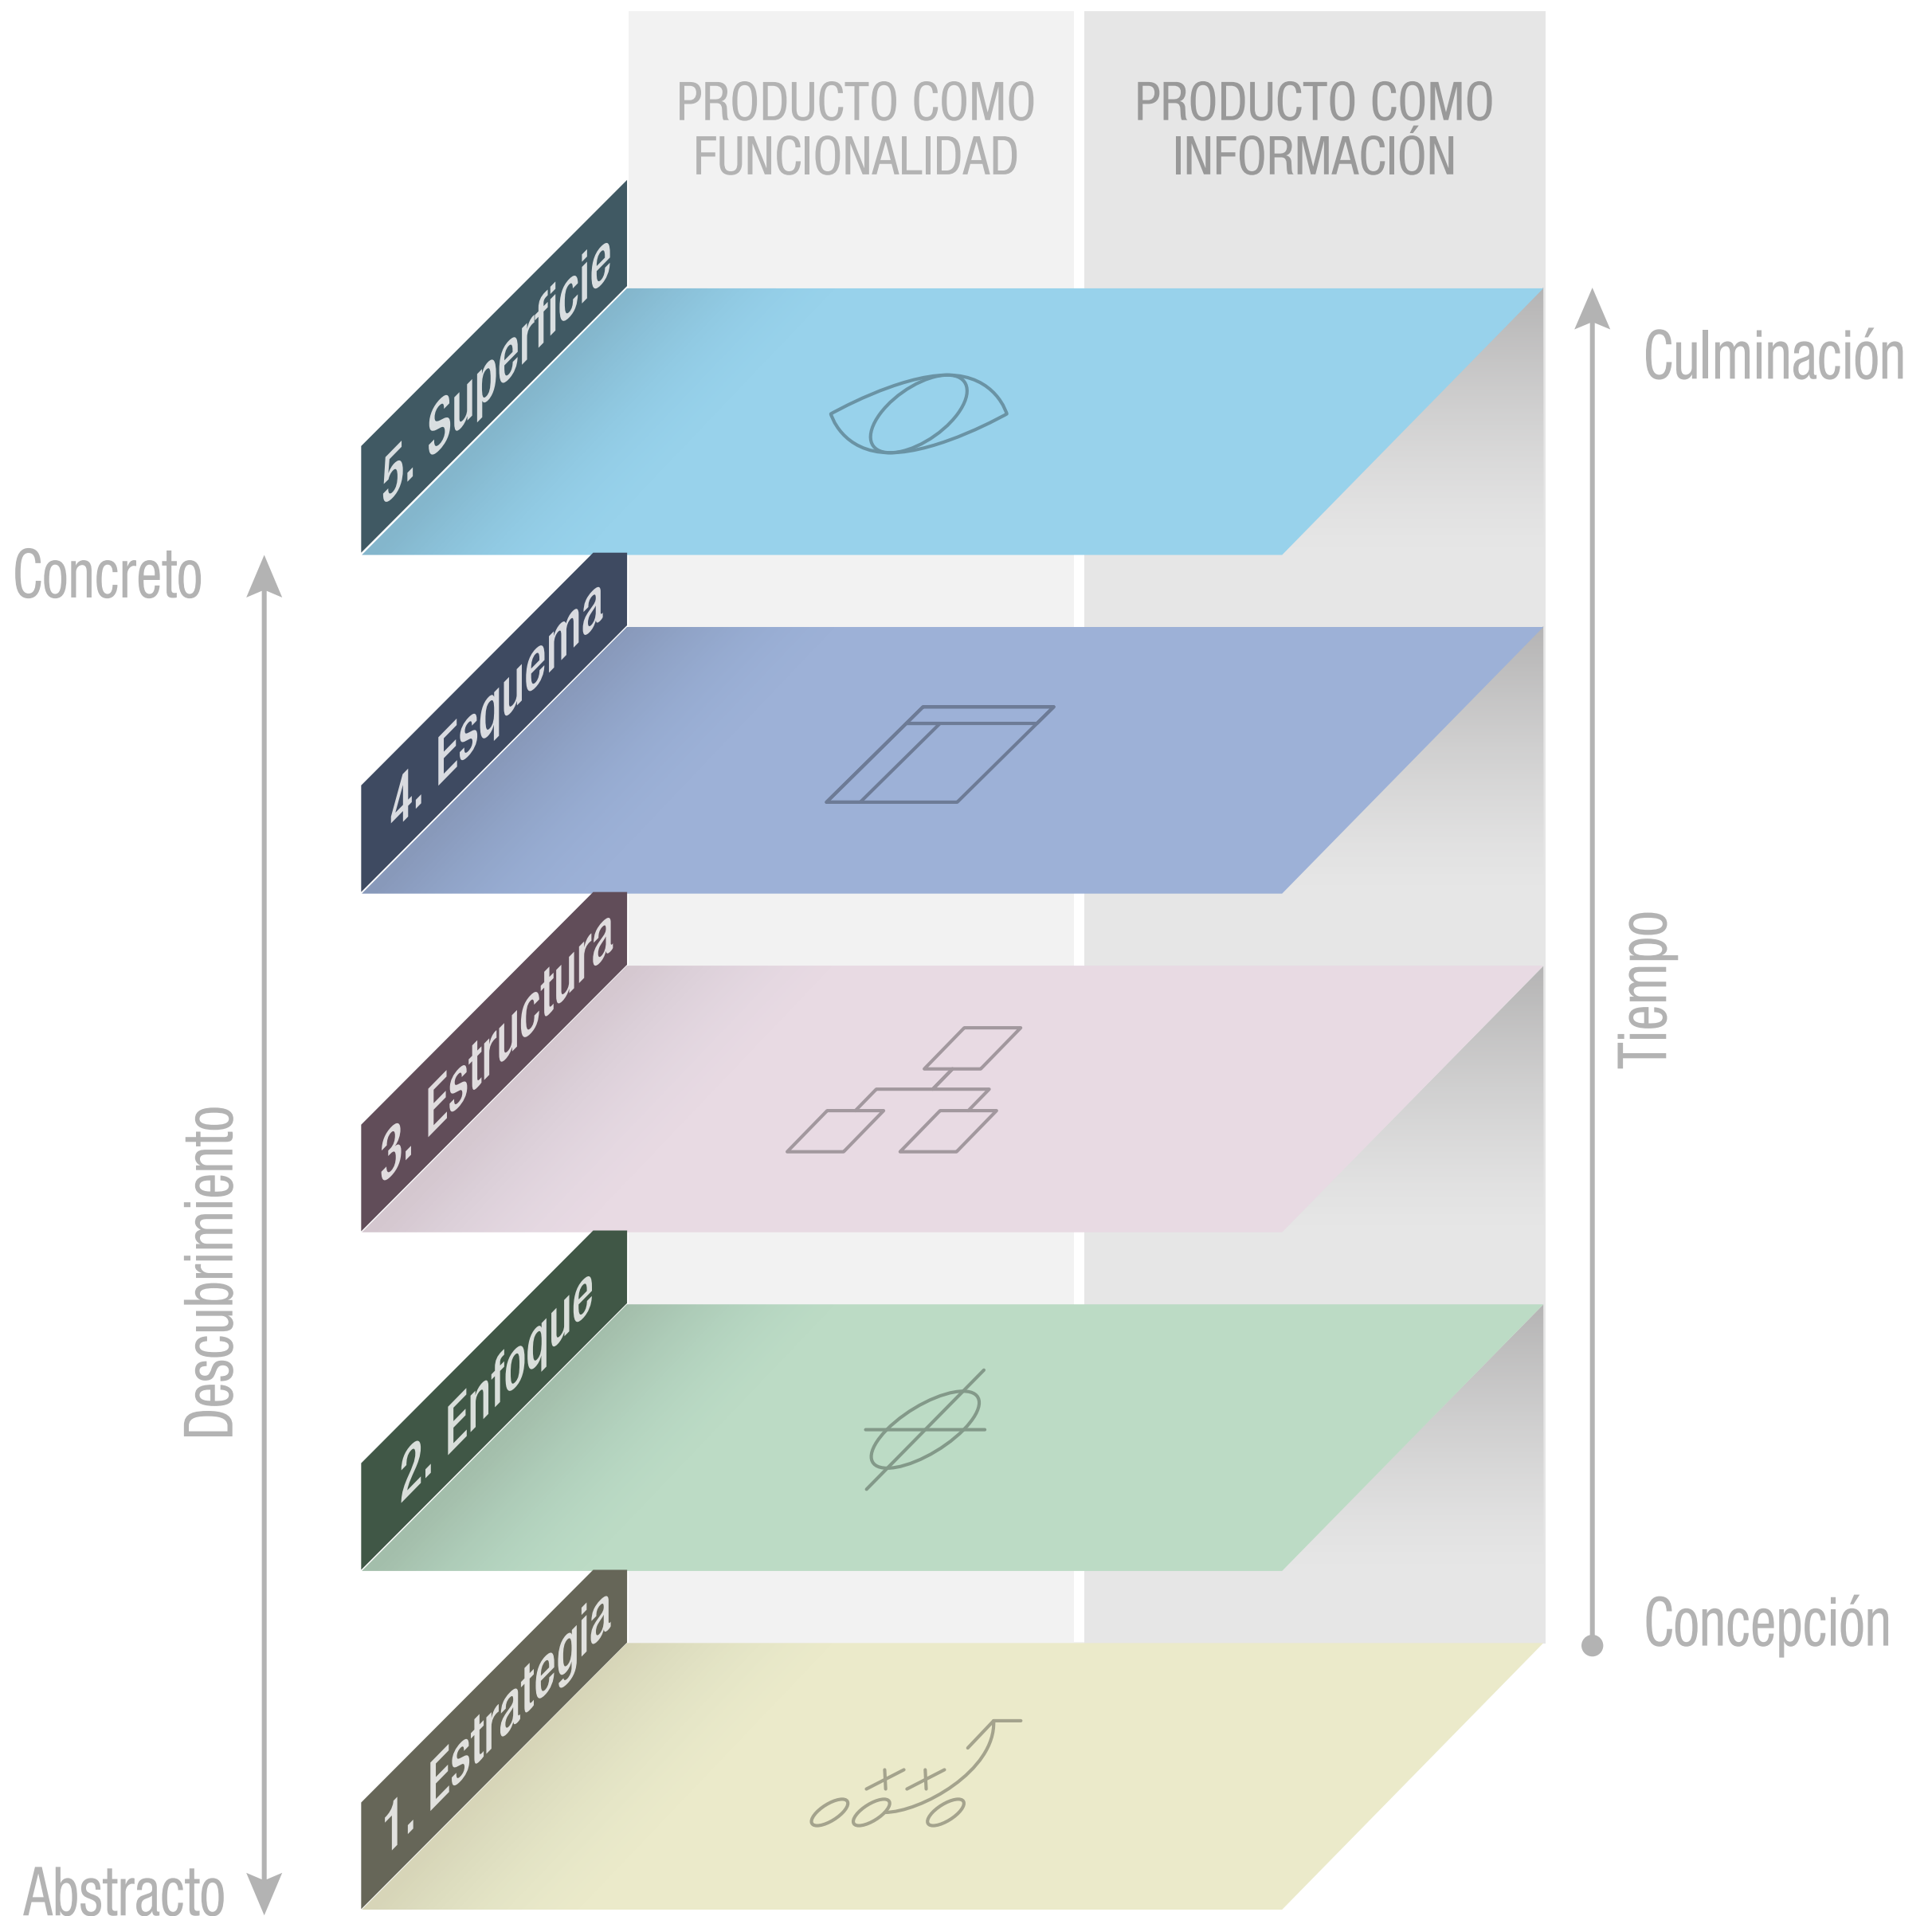 PRODUCTO COMO
FUNCIONALIDAD
PRODUCTO COMO
INFORMACIÓN
5. Superficie
Culminación
Concreto
4. Esquema
Tiempo
3. Estructura
Descubrimiento
2. Enfoque
Concepción
1. Estrategia
Abstracto